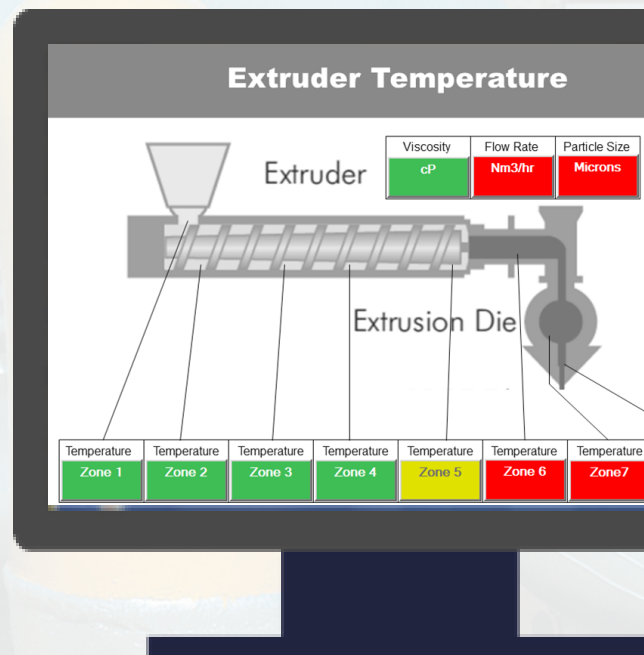 Extruder Temperature
Viscosity Flow Rate Particle Size
cP Nm3/hr Microns
Extruder
Extrusion Die
Temperature Temperature Temperature Temperature Temperature Temperature Temperature
Zone 1 Zone 2 Zone 3 Zone 4 Zone 5 Zone 6 Zone7